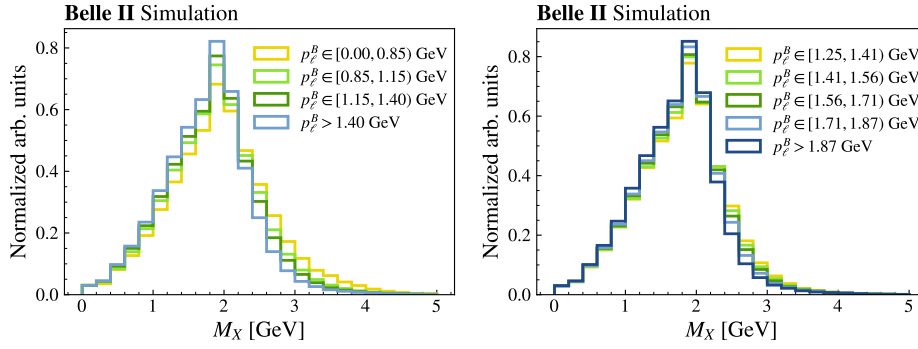 Belle II Simulation
Normalized arb. units
0.8
0.6
0.4
0.2
0.0
p_ℓ^B ∈ [0.00, 0.85) GeV
p_ℓ^B ∈ [0.85, 1.15) GeV
p_ℓ^B ∈ [1.15, 1.40) GeV
p_ℓ^B > 1.40 GeV
0 1 2 3 4 5
M_X [GeV]
Belle II Simulation
Normalized arb. units
0.8
0.6
0.4
0.2
0.0
p_ℓ^B ∈ [1.25, 1.41) GeV
p_ℓ^B ∈ [1.41, 1.56) GeV
p_ℓ^B ∈ [1.56, 1.71) GeV
p_ℓ^B ∈ [1.71, 1.87) GeV
p_ℓ^B > 1.87 GeV
0 1 2 3 4 5
M_X [GeV]